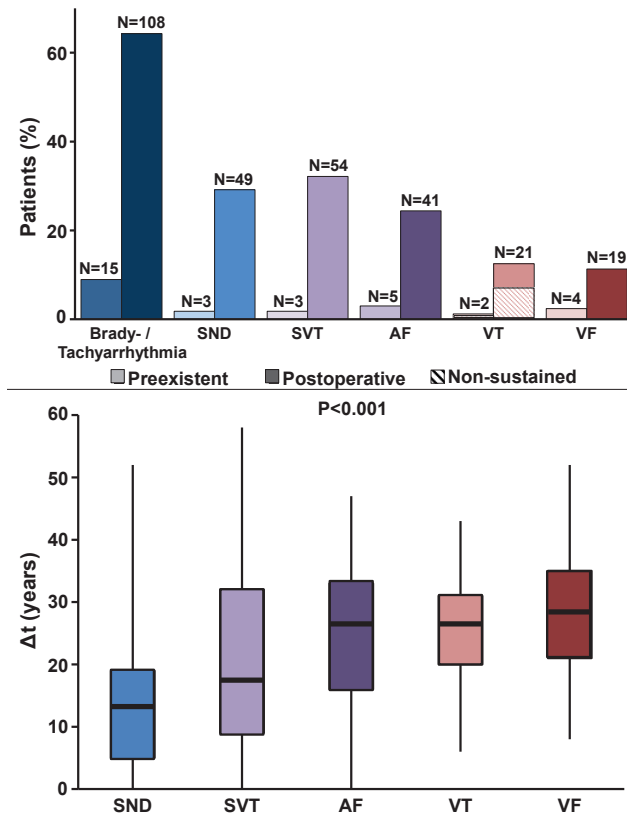 60
40
20
0
Patients (%)
N=108
N=15
N=49
N=3
N=54
N=3
N=41
N=5
N=21
N=2
N=19
N=4
Brady- /
Tachyarrhythmia
SND
SVT
AF
VT
VF
Preexistent
Postoperative
Non-sustained
P<0.001
60
50
40
30
20
10
0
Δt (years)
SND
SVT
AF
VT
VF